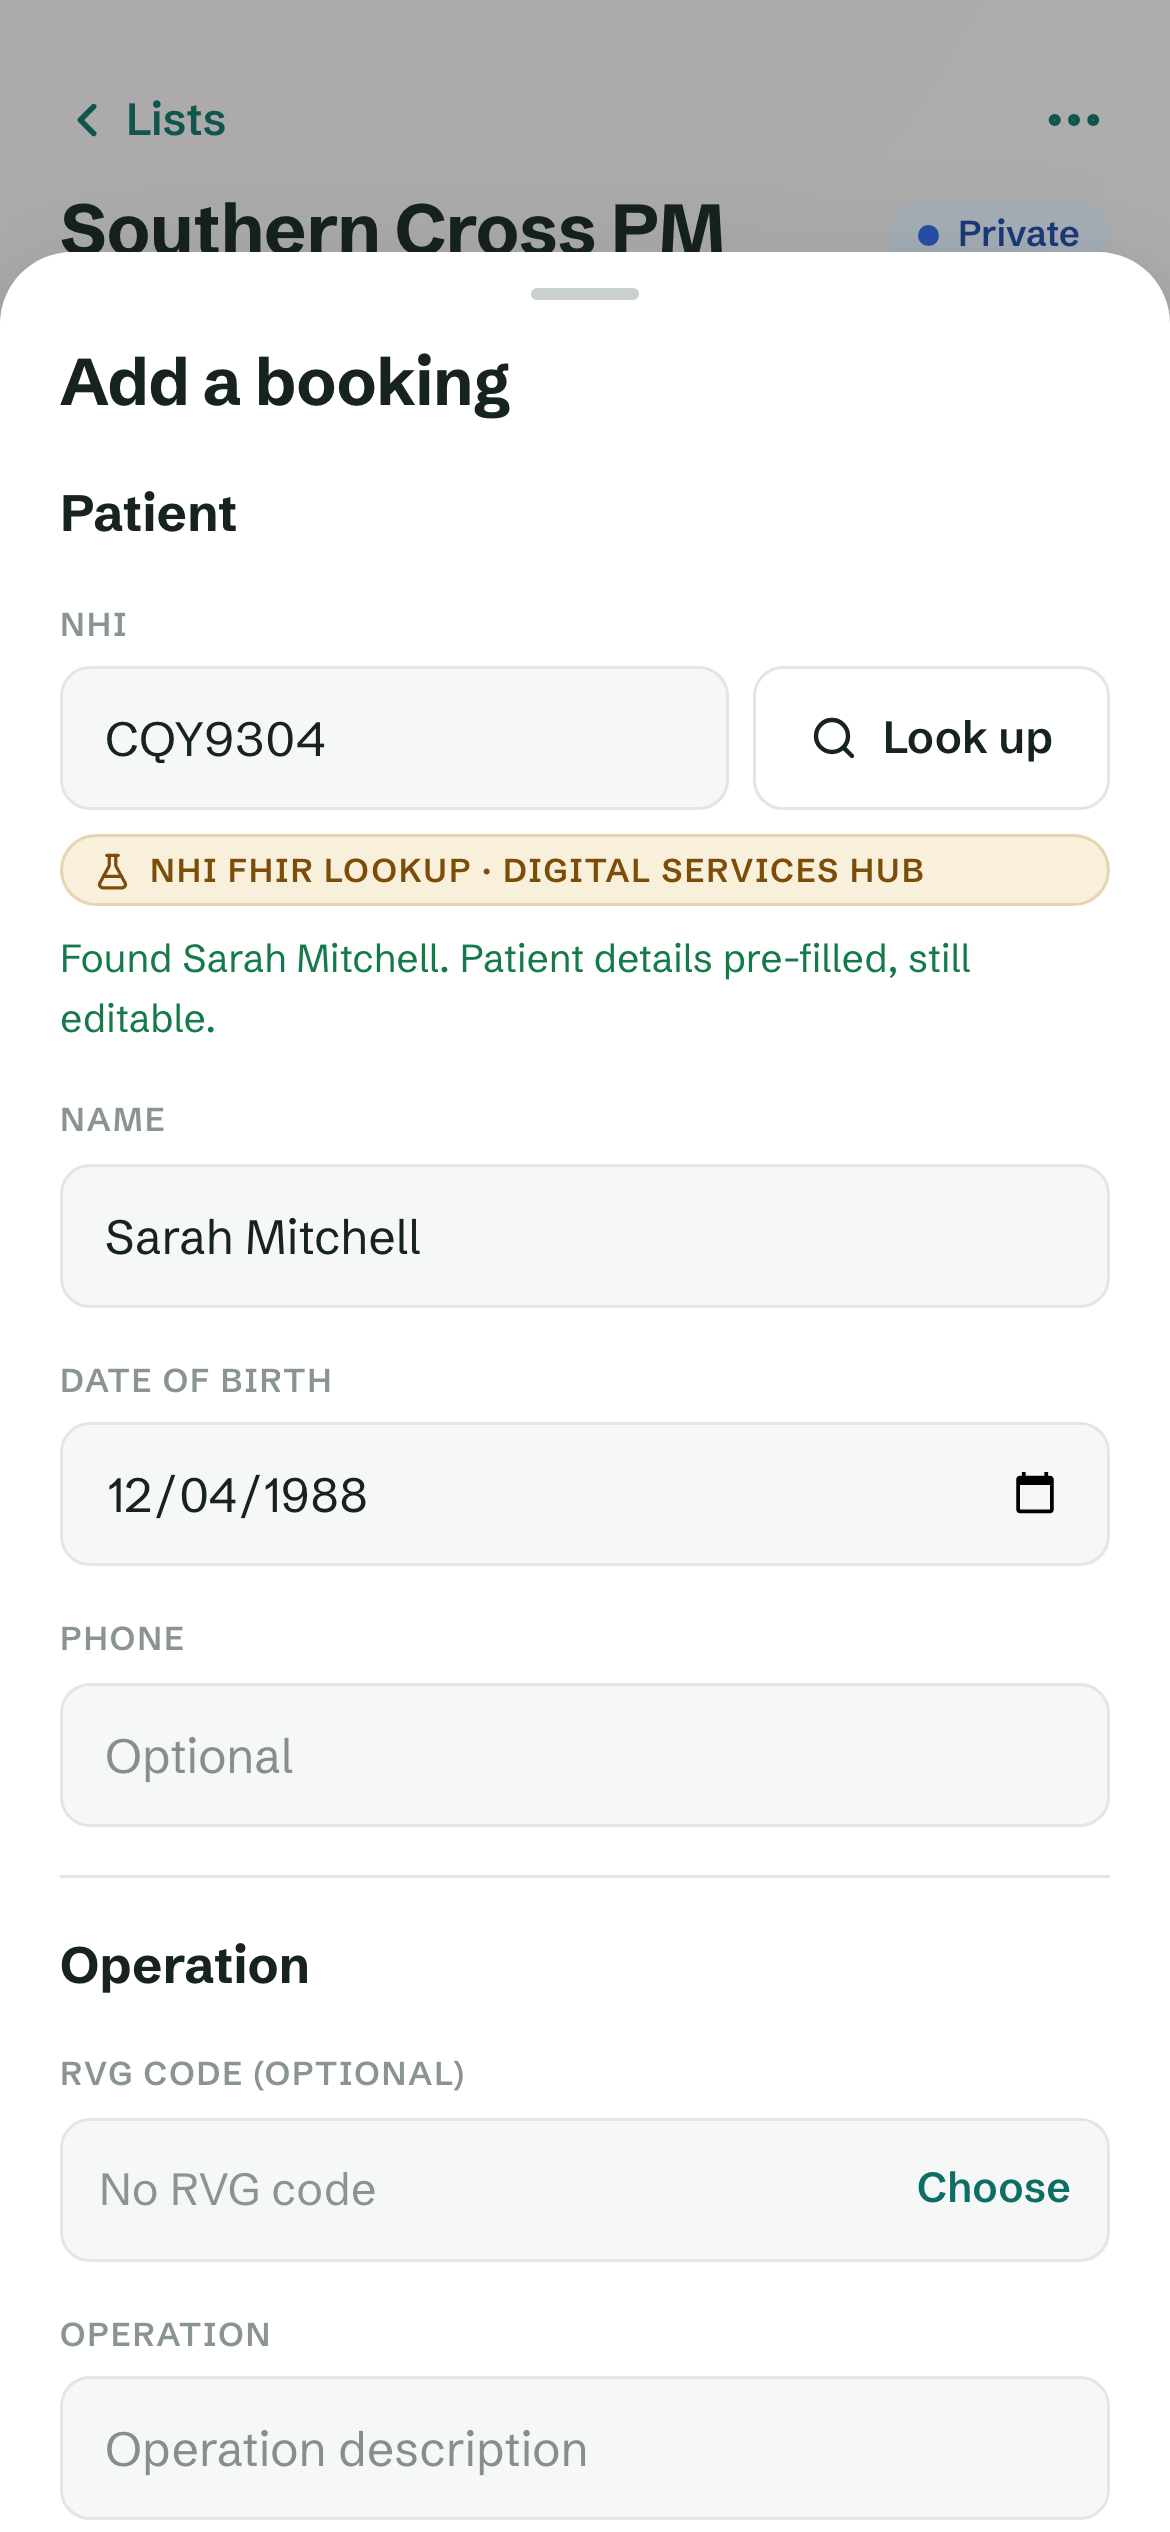 Lists
Southern Cross PM
Private
Add a booking
Patient
NHI
CQY9304
Look up
NHI FHIR LOOKUP · DIGITAL SERVICES HUB
Found Sarah Mitchell. Patient details pre-filled, still
editable.
NAME
Sarah Mitchell
DATE OF BIRTH
12/04/1988
PHONE
Optional
Operation
RVG CODE (OPTIONAL)
No RVG code
Choose
OPERATION
Operation description